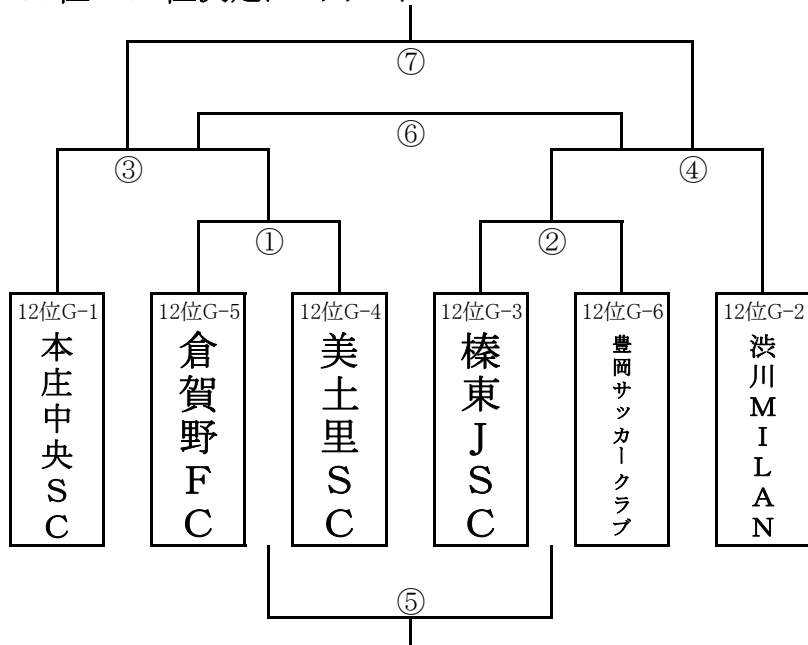 ⑦
⑥
③
④
①
②
12位G-1
12位G-5
12位G-4
12位G-3
12位G-6
12位G-2
本庄中央SC
倉賀野FC
美土里SC
榛東JSC
豊岡サッカークラブ
渋川MILAN
⑤